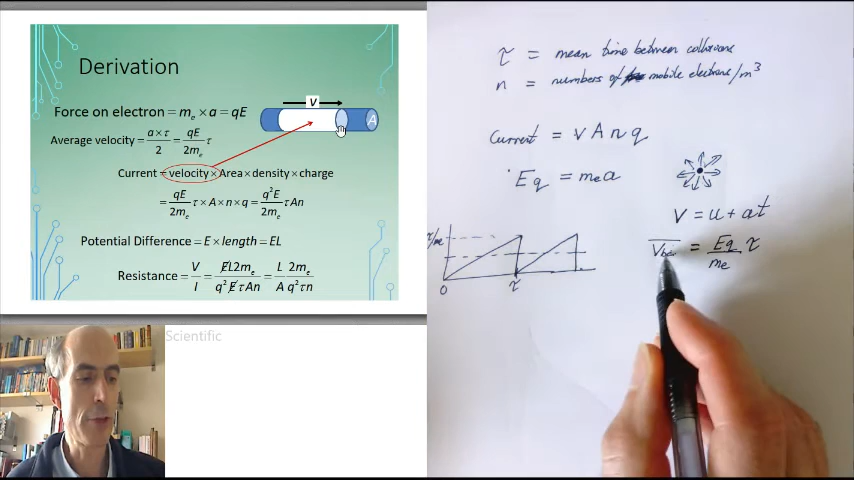 Derivation
Force on electron = mₑ × a = qE
V
A
Average velocity = a × τ / 2 = qE / 2mₑ τ
Current = velocity × Area × density × charge
= qE / 2mₑ τ × A × n × q = q²E / 2mₑ τAn
Potential Difference = E × length = EL
Resistance = V / I = EL2mₑ / q²EτAn = L / A 2mₑ / q²τn
Scientific
τ = mean time between collisions
n = numbers of mobile electrons/m³
Current = v A n q
Eq = mₑa
V = u + at
= Eq / mₑ τ
0
τ